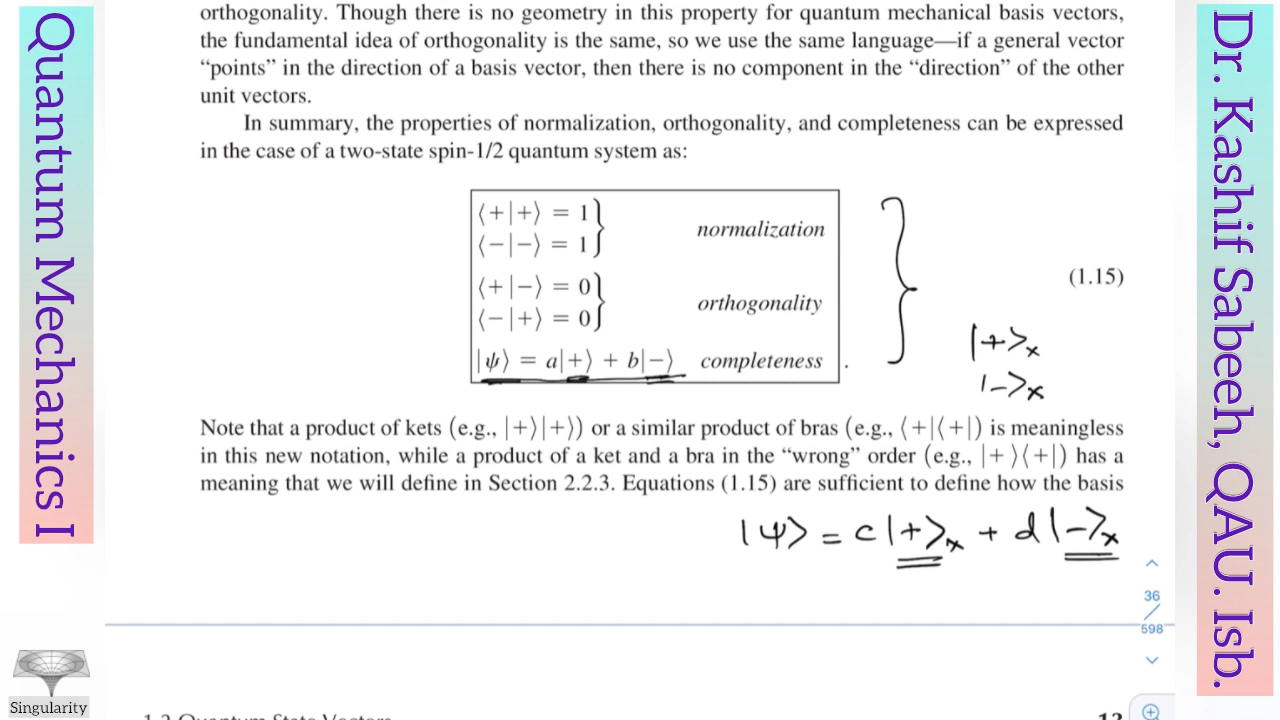 Quantum Mechanics I
orthogonality. Though there is no geometry in this property for quantum mechanical basis vectors,
the fundamental idea of orthogonality is the same, so we use the same language—if a general vector
“points” in the direction of a basis vector, then there is no component in the “direction” of the other
unit vectors.
In summary, the properties of normalization, orthogonality, and completeness can be expressed
in the case of a two-state spin-1/2 quantum system as:
⟨+|+⟩ = 1
⟨−|−⟩ = 1} normalization
⟨+|−⟩ = 0
⟨−|+⟩ = 0} orthogonality
|ψ⟩ = a|+⟩ + b|−⟩ completeness .
(1.15)
|+⟩ₓ
|−⟩ₓ
Note that a product of kets (e.g., |+⟩|+⟩) or a similar product of bras (e.g., ⟨+|⟨+|) is meaningless
in this new notation, while a product of a ket and a bra in the “wrong” order (e.g., |+⟩⟨+|) has a
meaning that we will define in Section 2.2.3. Equations (1.15) are sufficient to define how the basis
|ψ⟩ = c|+⟩ₓ + d|−⟩ₓ
36
598
Singularity
Dr. Kashif Sabeeh, QAU. Isb.